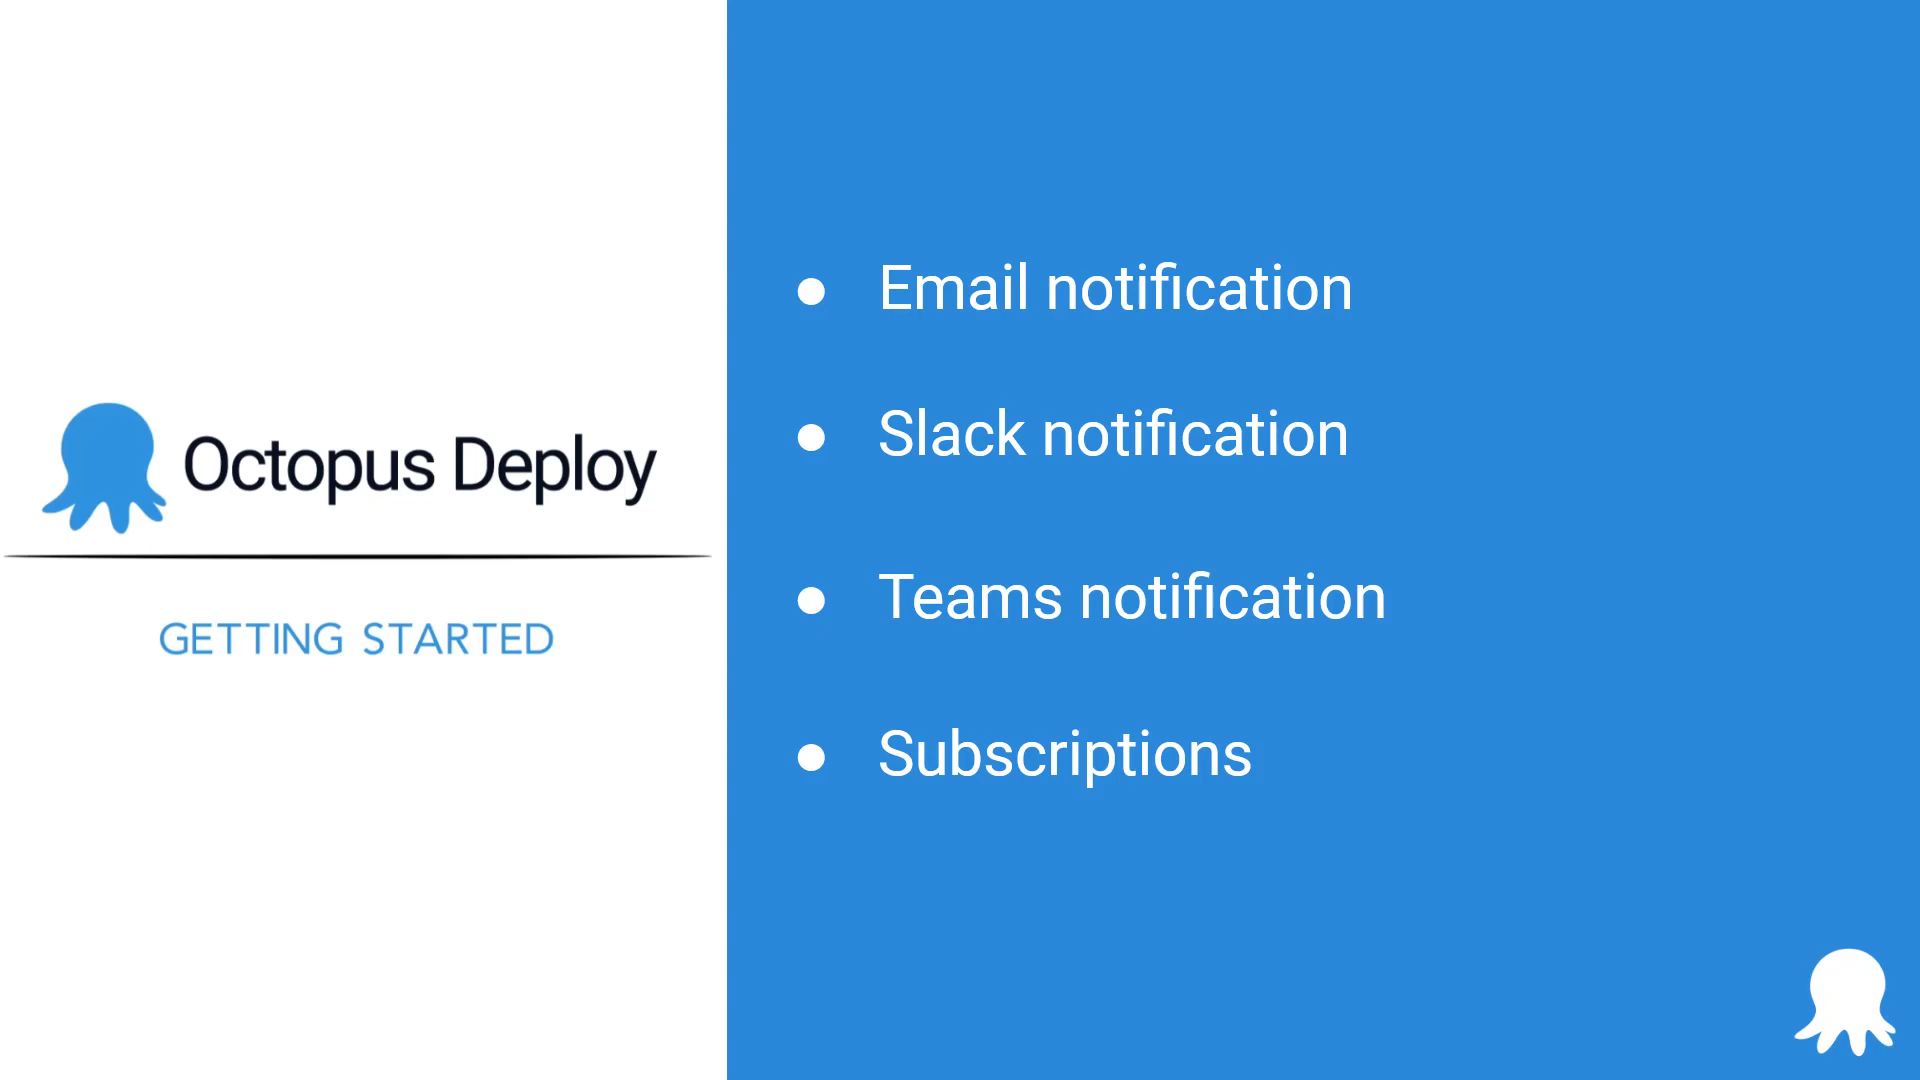 Octopus Deploy
GETTING STARTED
● Email notification
● Slack notification
● Teams notification
● Subscriptions